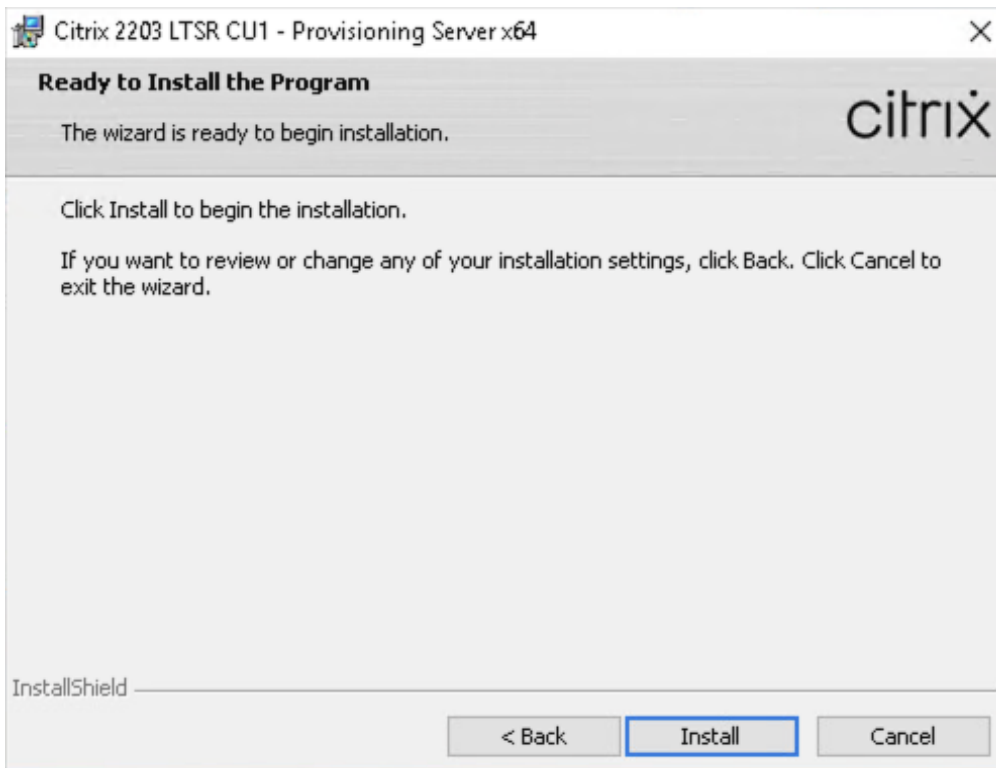 Citrix 2203 LTSR CU1 - Provisioning Server x64
Ready to Install the Program
The wizard is ready to begin installation.
citrix
Click Install to begin the installation.
If you want to review or change any of your installation settings, click Back. Click Cancel to
exit the wizard.
InstallShield
< Back
Install
Cancel